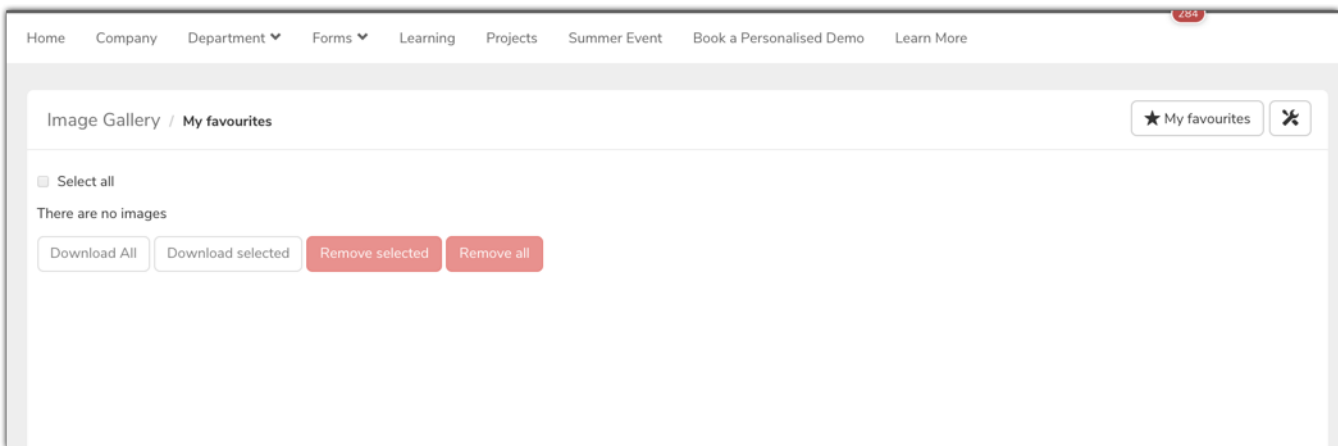 284
Home Company Department Forms Learning Projects Summer Event Book a Personalised Demo Learn More
Image Gallery / My favourites My favourites
Select all
There are no images
Download All Download selected Remove selected Remove all